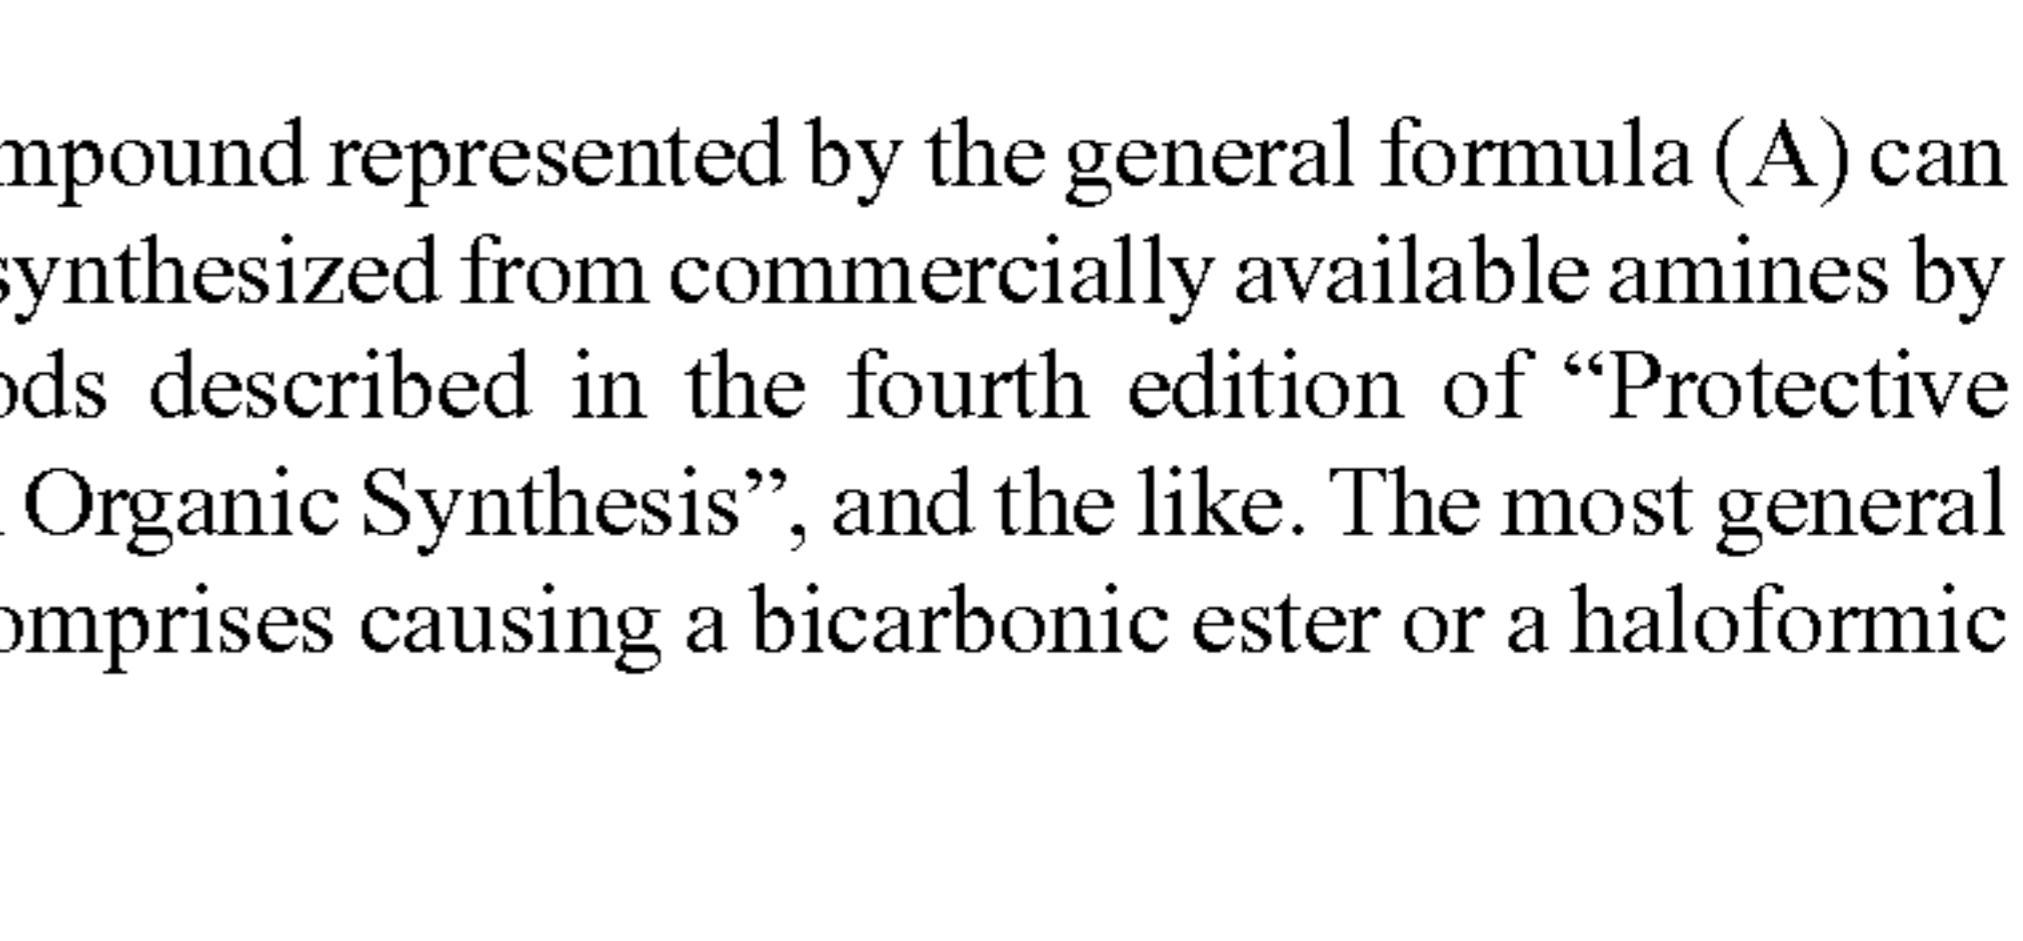 mpound represented by the general formula (A) can
synthesized from commercially available amines by
ods described in the fourth edition of “Protective
Organic Synthesis”, and the like. The most general
omprises causing a bicarbonic ester or a haloformic